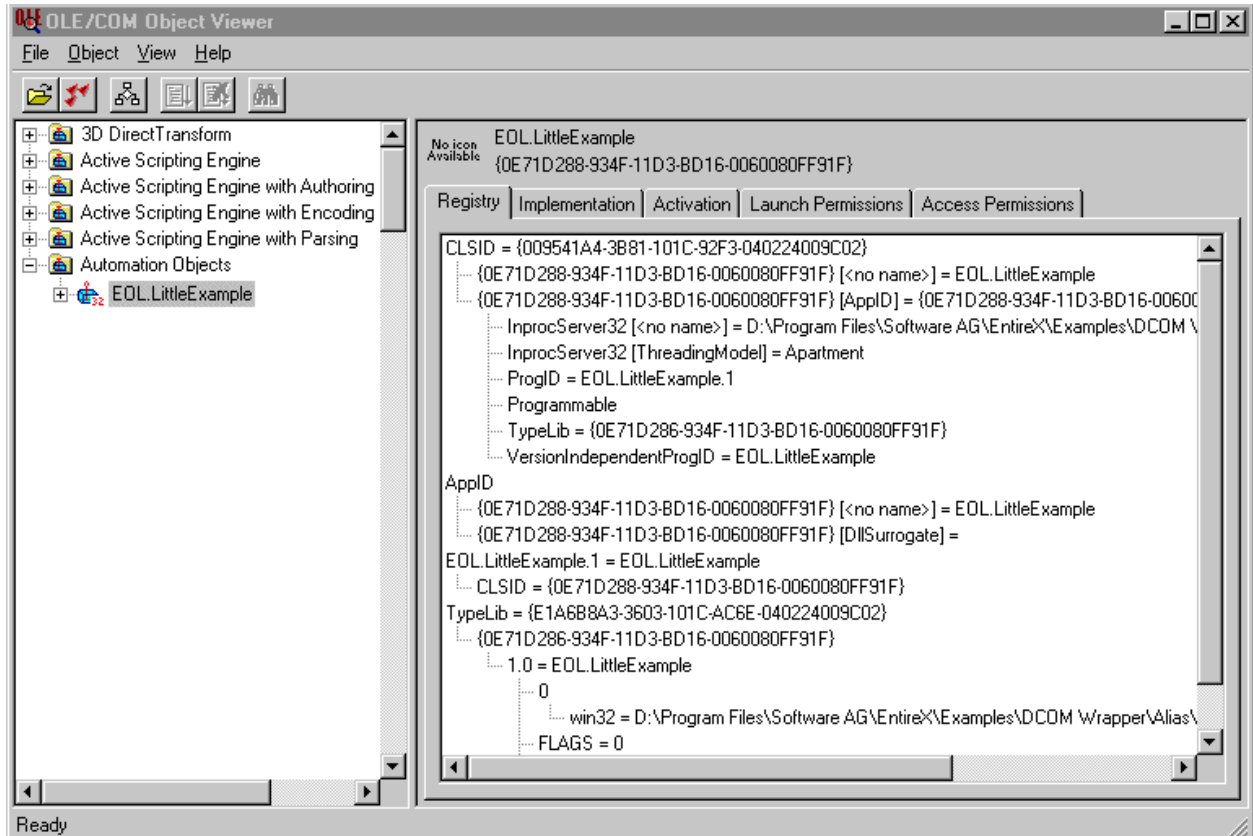 OLE OLE/COM Object Viewer
File Object View Help
3D DirectTransform
Active Scripting Engine
Active Scripting Engine with Authoring
Active Scripting Engine with Encoding
Active Scripting Engine with Parsing
Automation Objects
32 EOL.LittleExample
No icon Available
EOL.LittleExample
{0E71D288-934F-11D3-BD16-0060080FF91F}
Registry Implementation Activation Launch Permissions Access Permissions
CLSID = {009541A4-3B81-101C-92F3-040224009C02}
{0E71D288-934F-11D3-BD16-0060080FF91F} [<no name>] = EOL.LittleExample
{0E71D288-934F-11D3-BD16-0060080FF91F} [AppID] = {0E71D288-934F-11D3-BD16-00600
InprocServer32 [<no name>] = D:\Program Files\Software AG\EntireX\Examples\DCOM \
InprocServer32 [ThreadingModel] = Apartment
ProgID = EOL.LittleExample.1
Programmable
TypeLib = {0E71D286-934F-11D3-BD16-0060080FF91F}
VersionIndependentProgID = EOL.LittleExample
AppID
{0E71D288-934F-11D3-BD16-0060080FF91F} [<no name>] = EOL.LittleExample
{0E71D288-934F-11D3-BD16-0060080FF91F} [DllSurrogate] =
EOL.LittleExample.1 = EOL.LittleExample
CLSID = {0E71D288-934F-11D3-BD16-0060080FF91F}
TypeLib = {E1A6B8A3-3603-101C-AC6E-040224009C02}
{0E71D286-934F-11D3-BD16-0060080FF91F}
1.0 = EOL.LittleExample
0
win32 = D:\Program Files\Software AG\EntireX\Examples\DCOM Wrapper\Alias\
FLAGS = 0
Ready